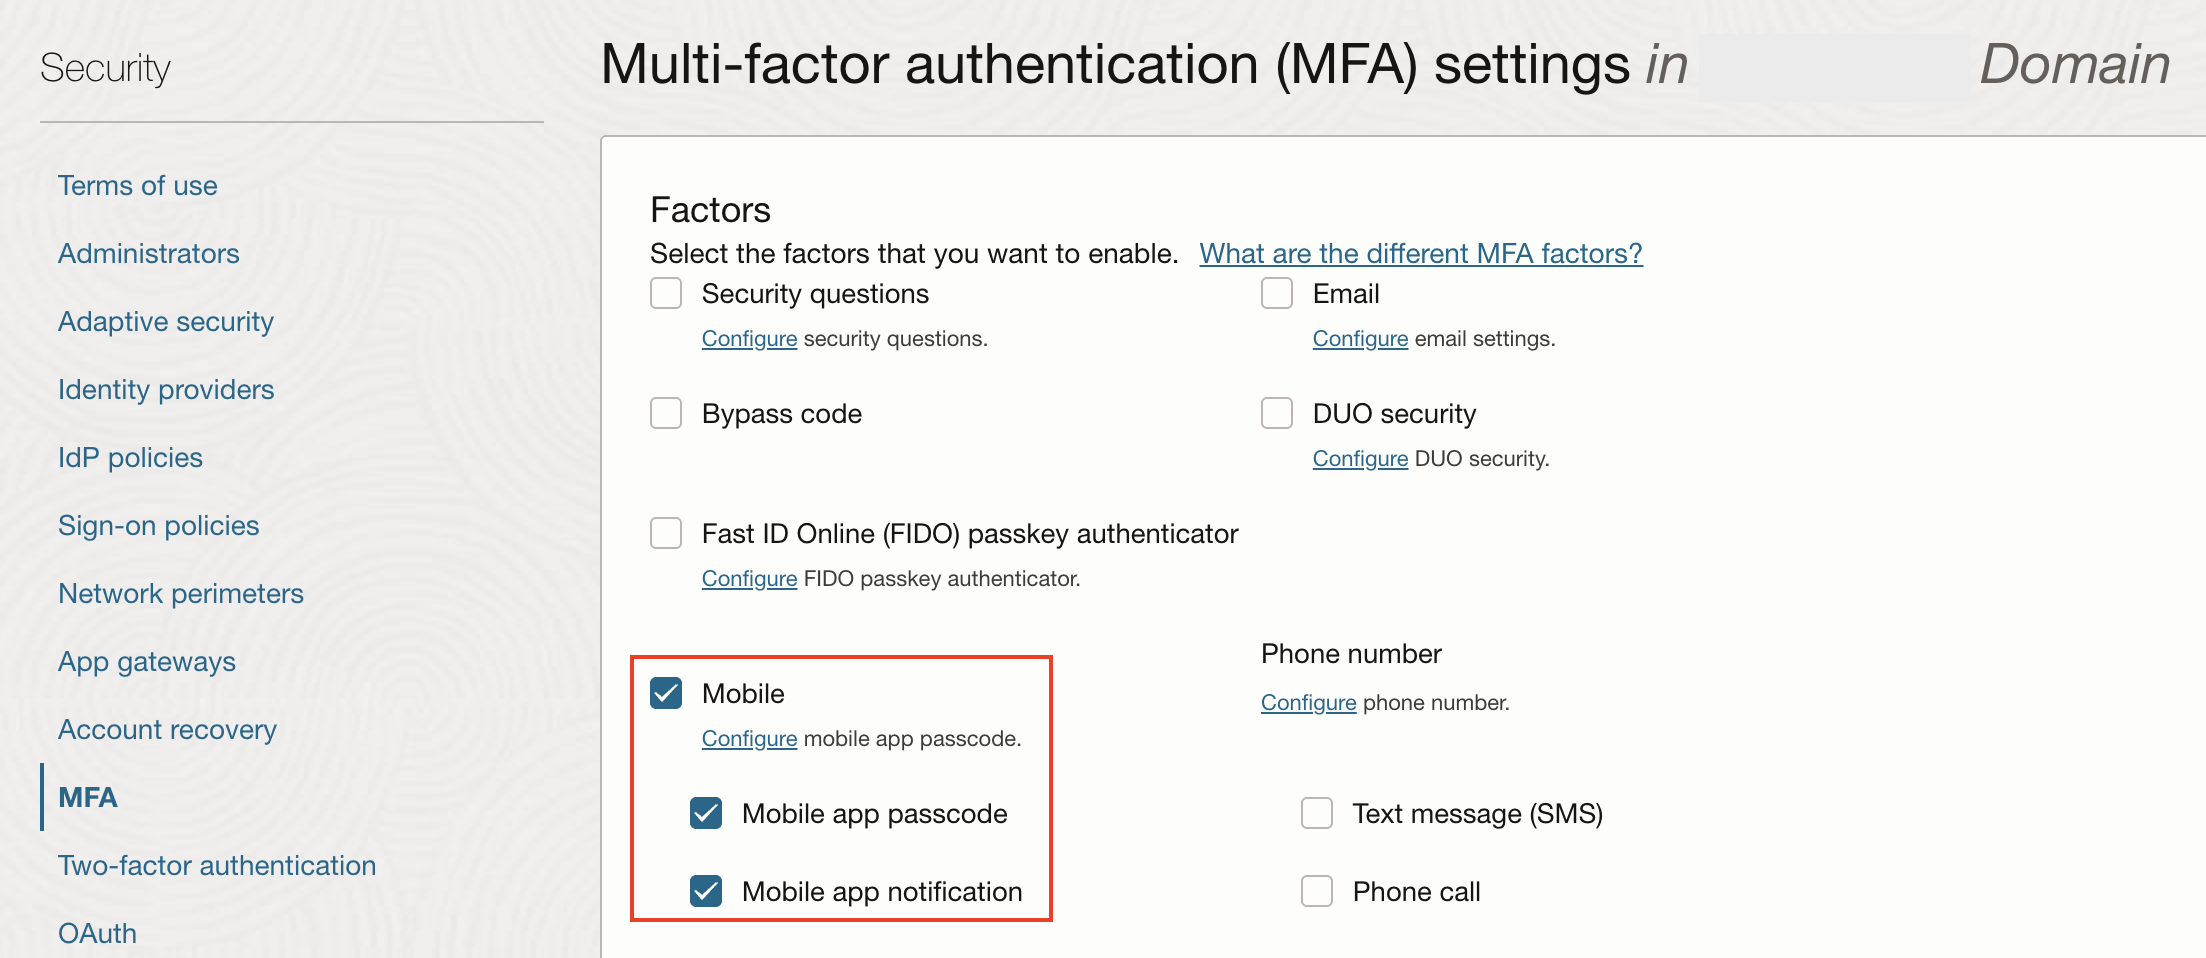 Security
Terms of use
Administrators
Adaptive security
Identity providers
IdP policies
Sign-on policies
Network perimeters
App gateways
Account recovery
MFA
Two-factor authentication
OAuth
Multi-factor authentication (MFA) settings in Domain
Factors
Select the factors that you want to enable. What are the different MFA factors?
Security questions
Configure security questions.
Email
Configure email settings.
Bypass code
DUO security
Configure DUO security.
Fast ID Online (FIDO) passkey authenticator
Configure FIDO passkey authenticator.
Mobile
Configure mobile app passcode.
Mobile app passcode
Mobile app notification
Phone number
Configure phone number.
Text message (SMS)
Phone call